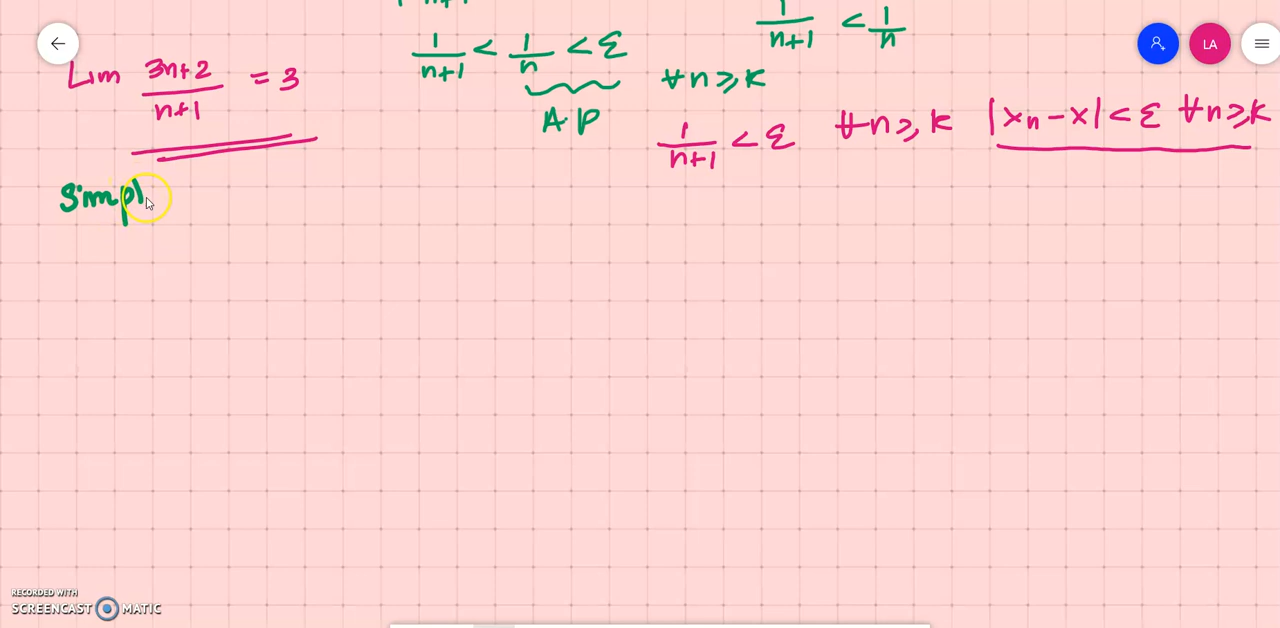 1/(n+1) < 1/n
1/(n+1) < 1/n < Ɛ ∀ n ≥ K
A P
Lim (3n+2)/(n+1) = 3
1/(n+1) < Ɛ ∀ n ≥ K |xₙ - x| < Ɛ ∀ n ≥ K
Simpl
LA
RECORDED WITH
SCREENCAST MATIC